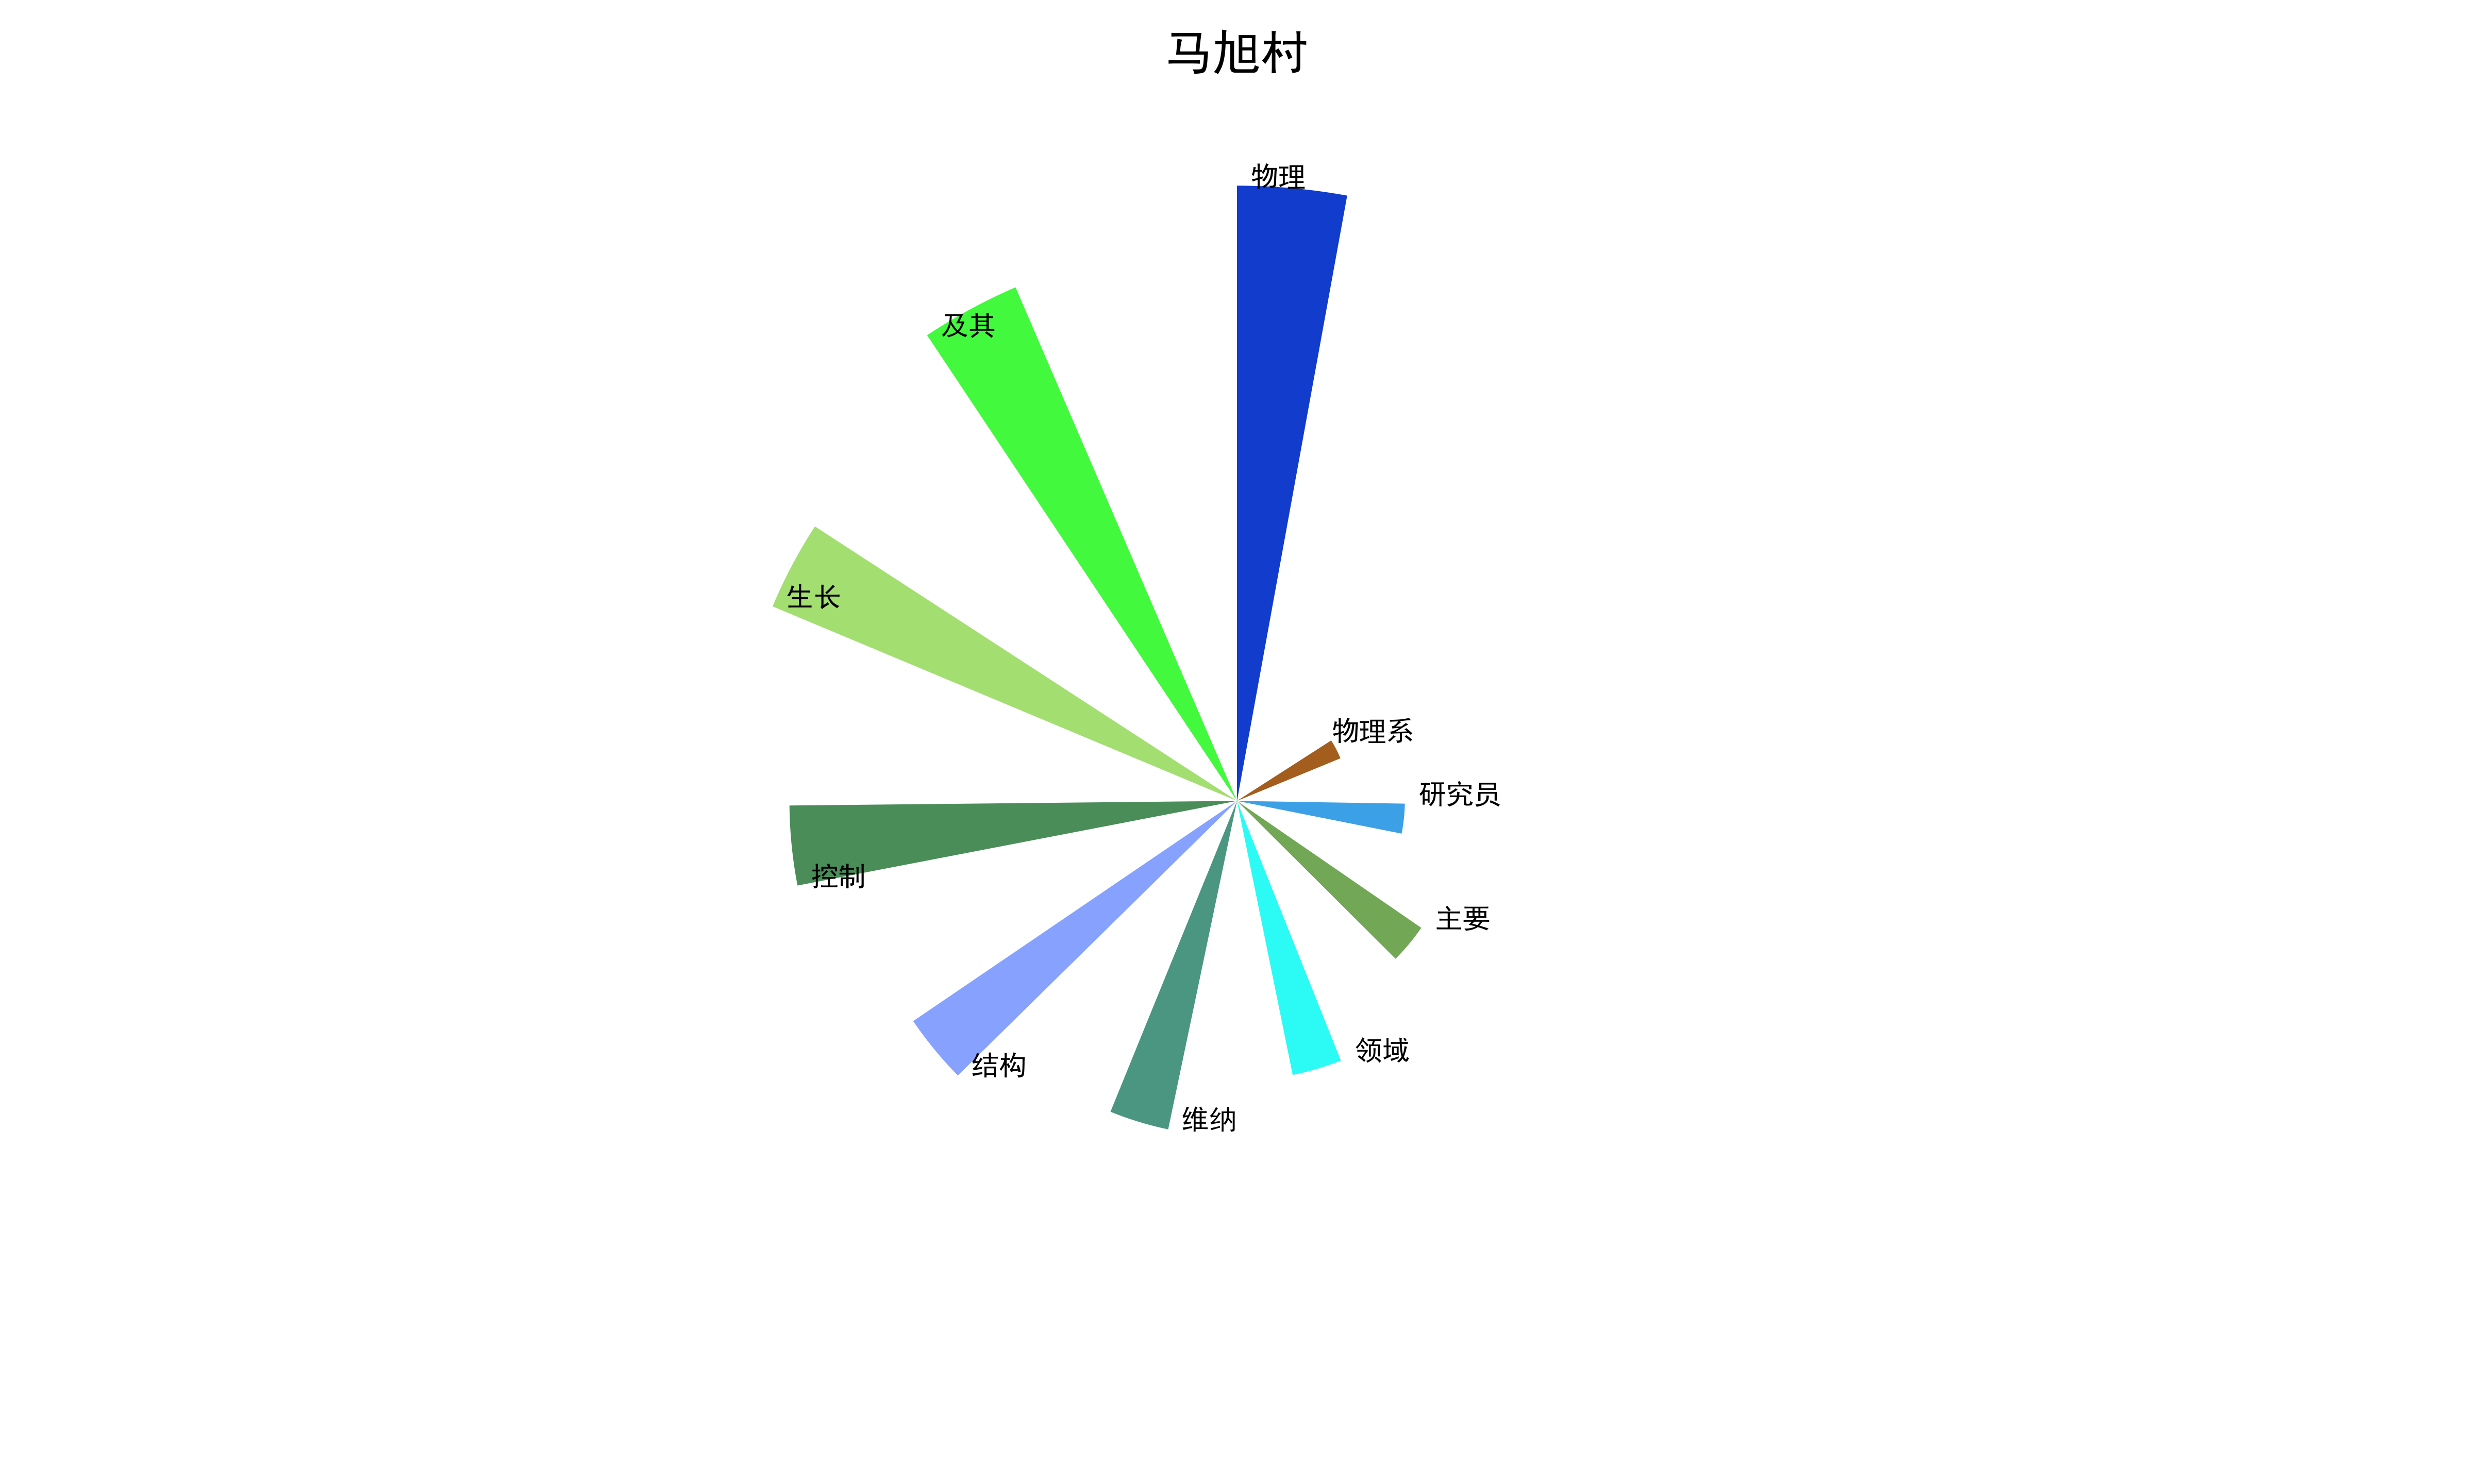 马旭村
物理
及其
生长
物理系
研究员
控制
主要
领域
结构
维纳